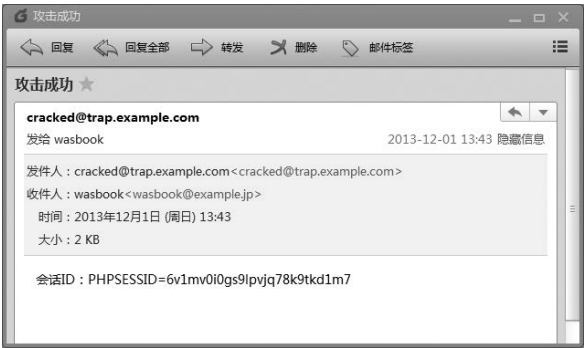 攻击成功
回复 回复全部 转发 删除 邮件标签
攻击成功
cracked@trap.example.com
发给 wasbook 2013-12-01 13:43 隐藏信息
发件人：cracked@trap.example.com<cracked@trap.example.com>
收件人：wasbook<wasbook@example.jp>
时间：2013年12月1日 (周日) 13:43
大小：2 KB
会话ID：PHPSESSID=6v1mv0i0gs9lpvjq78k9tkd1m7